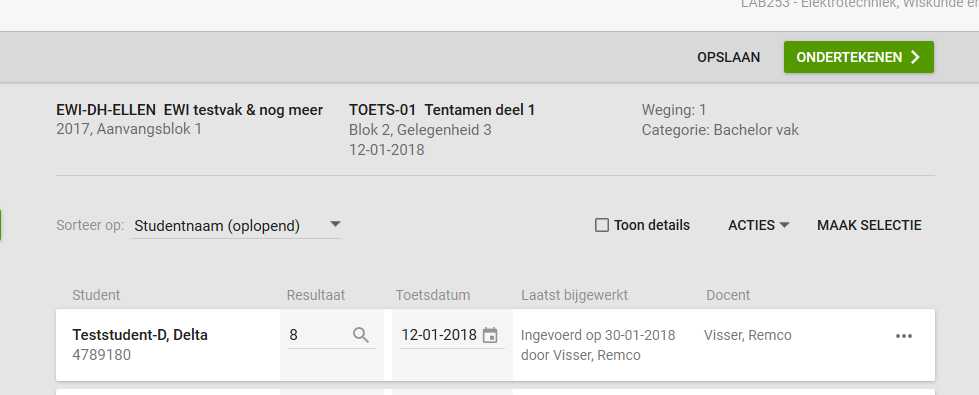 LAB253 - Elektrotechniek, Wiskunde en
OPSLAAN ONDERTEKENEN
EWI-DH-ELLEN EWI testvak & nog meer
2017, Aanvangsblok 1
TOETS-01 Tentamen deel 1
Blok 2, Gelegenheid 3
12-01-2018
Weging: 1
Categorie: Bachelor vak
Sorteer op: Studentnaam (oplopend) Toon details ACTIES MAAK SELECTIE
Student Resultaat Toetsdatum Laatst bijgewerkt Docent
Teststudent-D, Delta 8 12-01-2018 Ingevoerd op 30-01-2018 Visser, Remco
4789180 door Visser, Remco